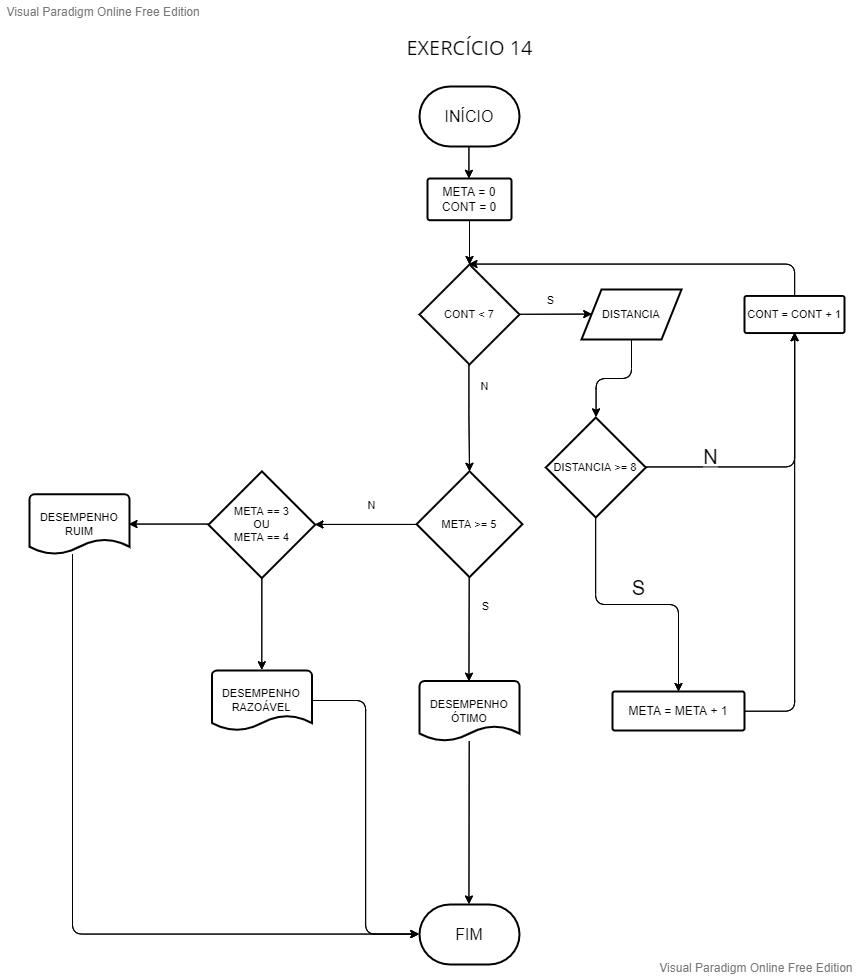 Visual Paradigm Online Free Edition
EXERCÍCIO 14
INÍCIO
META = 0
CONT = 0
CONT < 7
S
DISTANCIA
CONT = CONT + 1
N
DISTANCIA >= 8
N
S
META = META + 1
META >= 5
N
META == 3
OU
META == 4
DESEMPENHO
RUIM
S
DESEMPENHO
RAZOÁVEL
DESEMPENHO
ÓTIMO
FIM
Visual Paradigm Online Free Edition